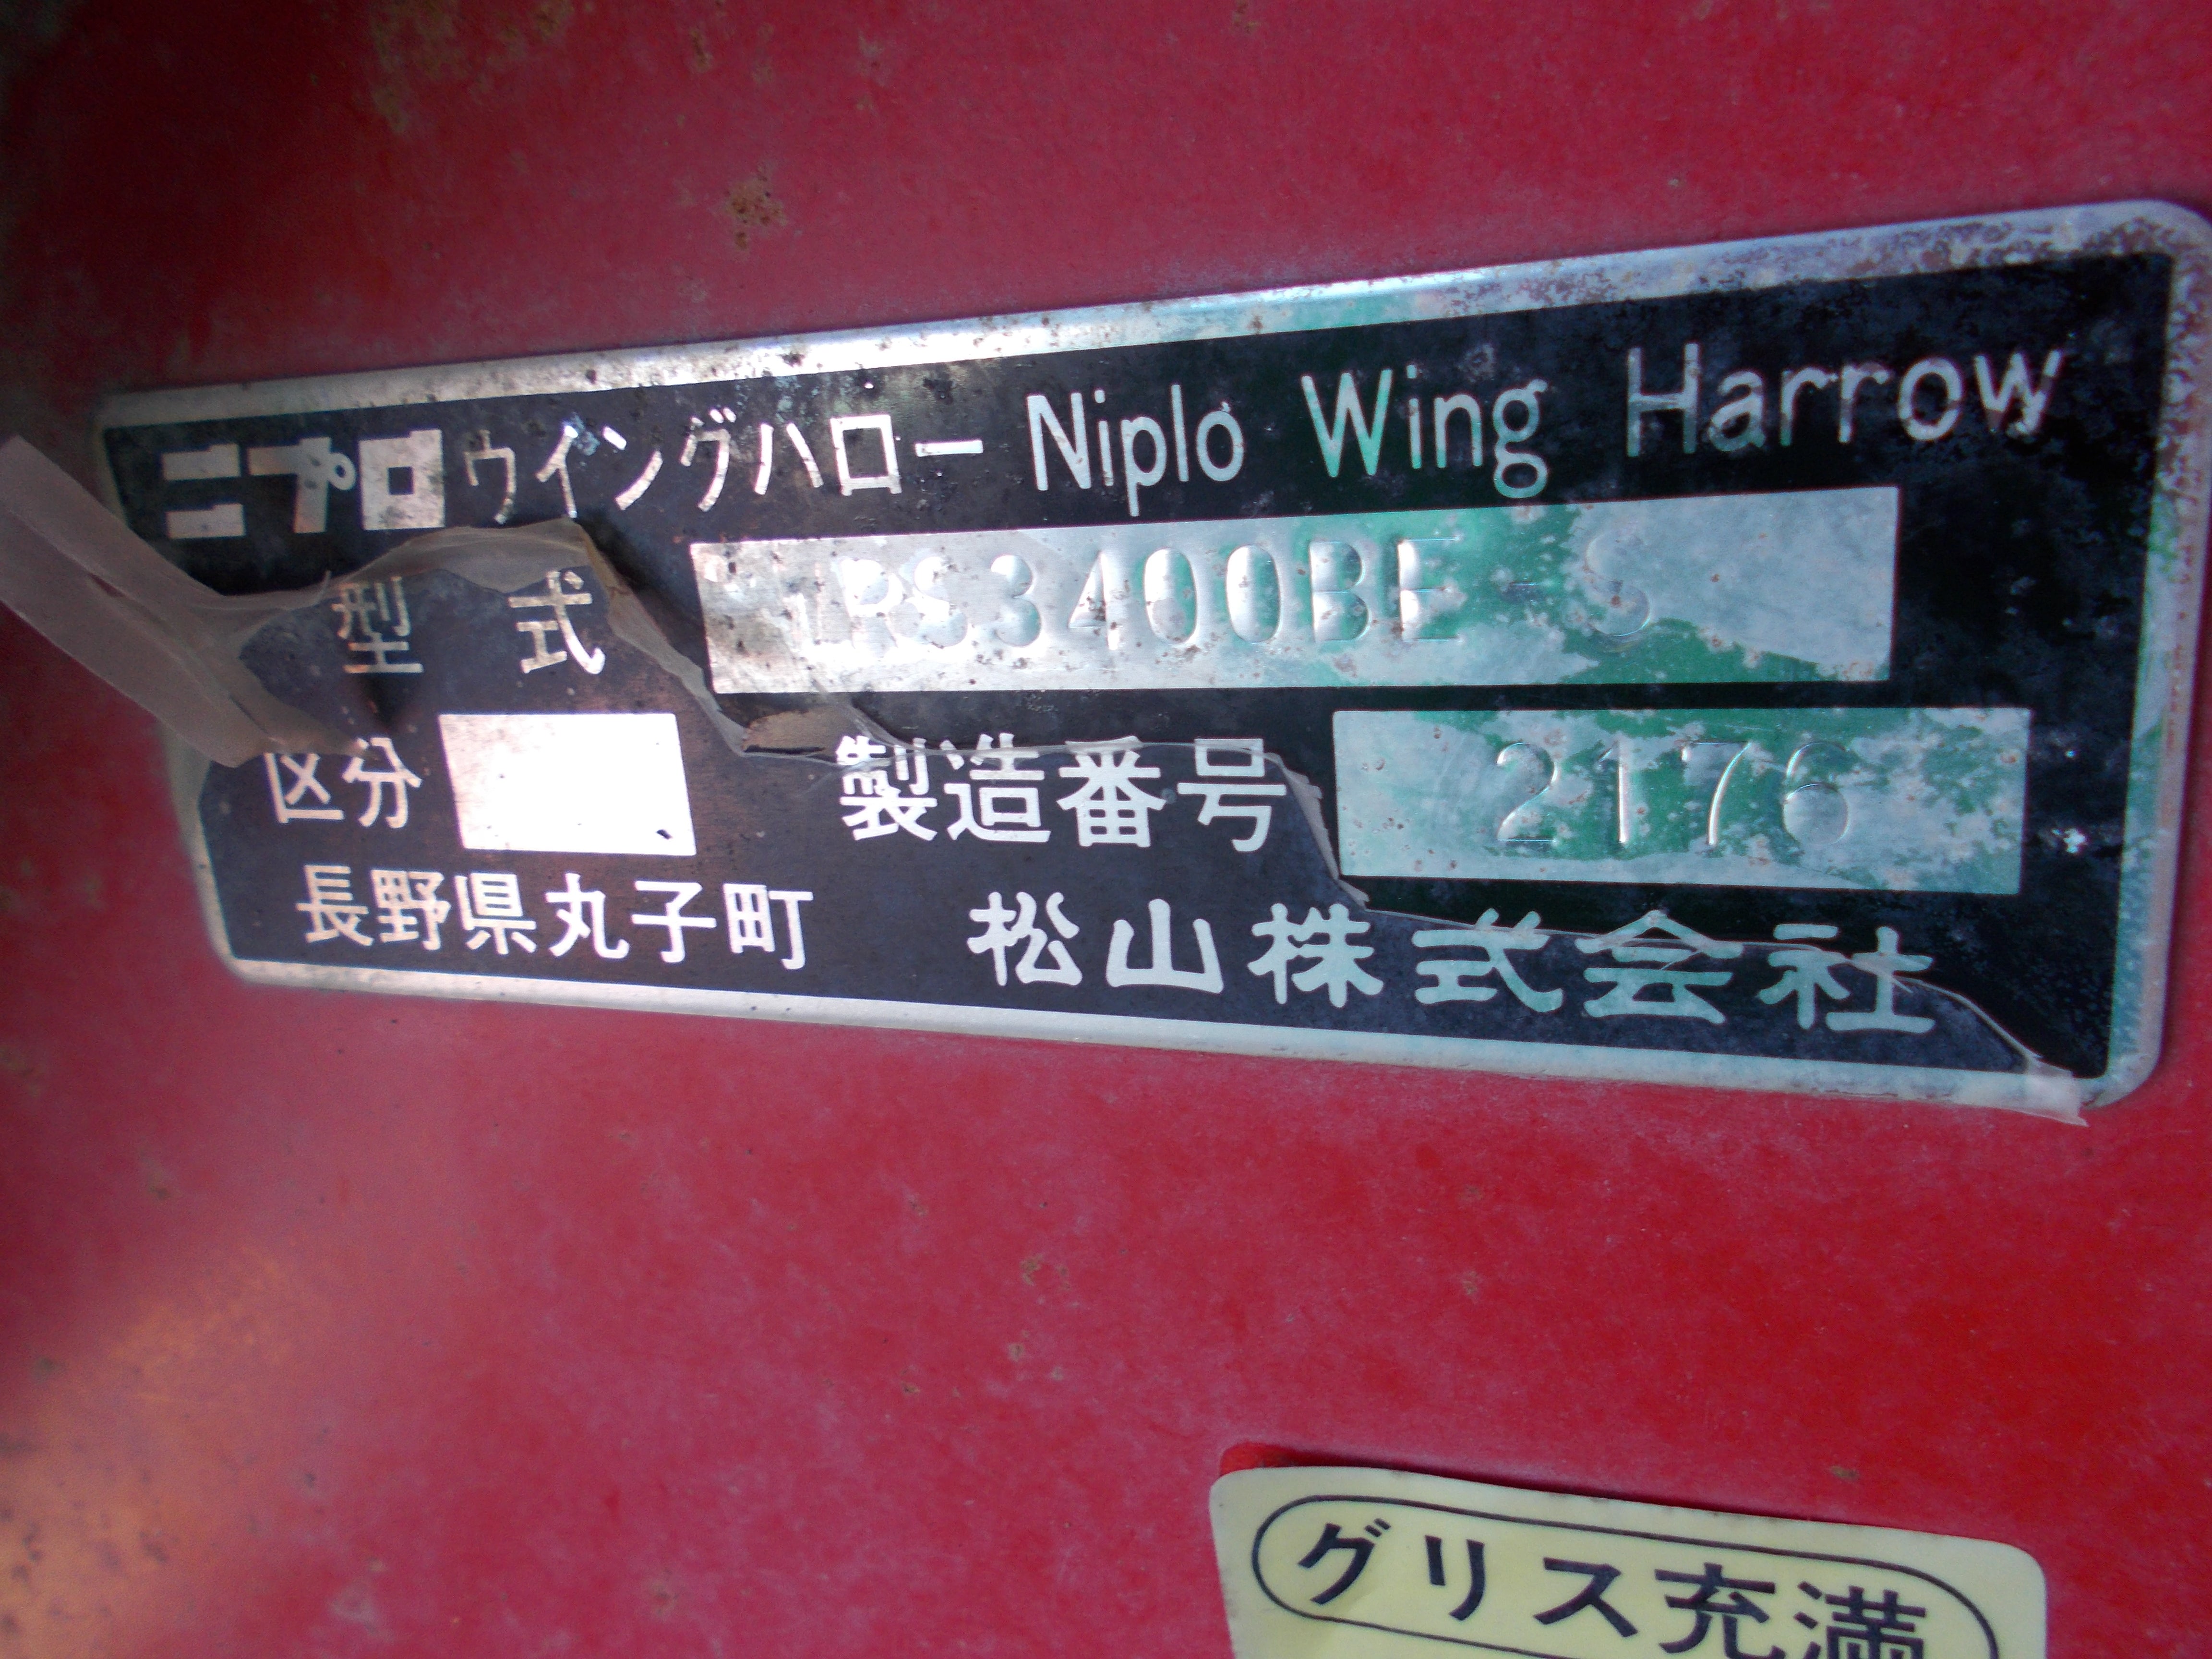 ニプロ ウイングハロー Niplo Wing Harrow
型式 WRS3400BE-S
区分 製造番号 2176
長野県丸子町 松山株式会社
グリス充満